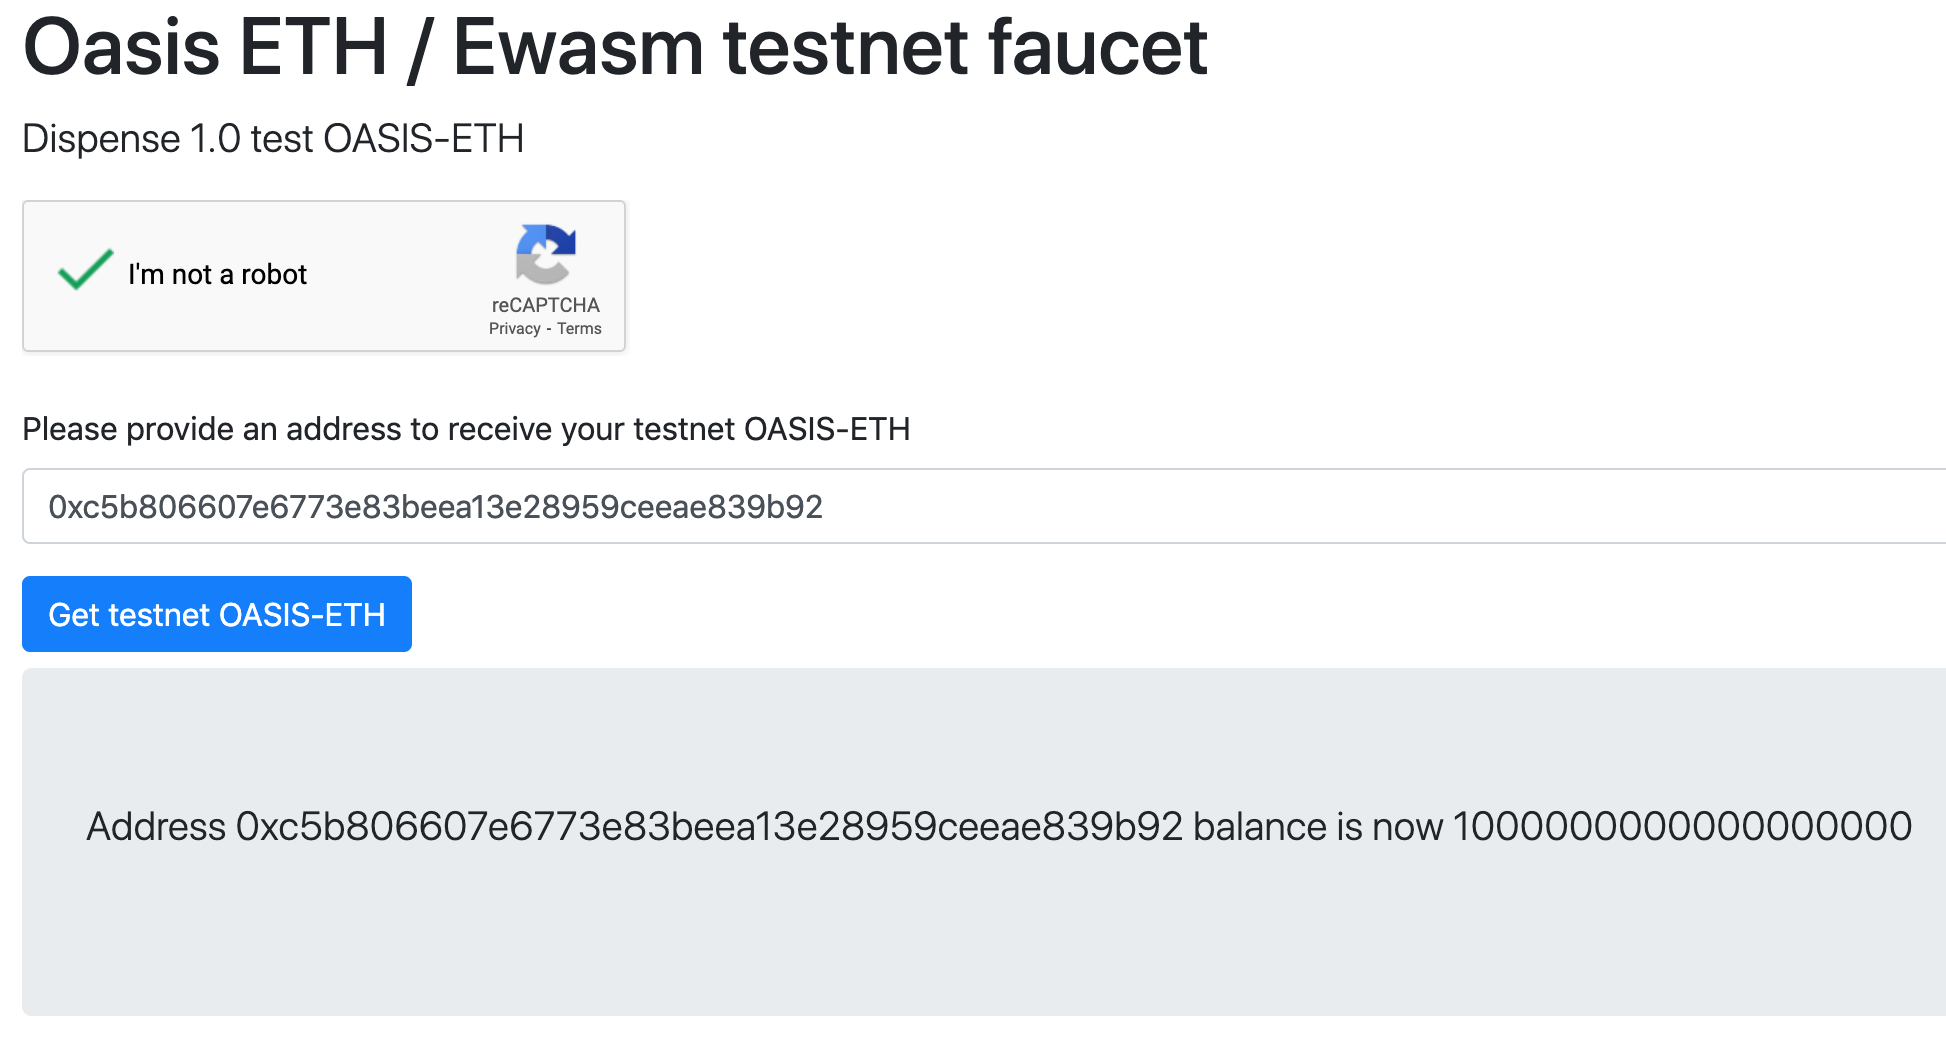 Oasis ETH / Ewasm testnet faucet
Dispense 1.0 test OASIS-ETH
I'm not a robot
reCAPTCHA
Privacy - Terms
Please provide an address to receive your testnet OASIS-ETH
0xc5b806607e6773e83beea13e28959ceeae839b92
Get testnet OASIS-ETH
Address 0xc5b806607e6773e83beea13e28959ceeae839b92 balance is now 1000000000000000000